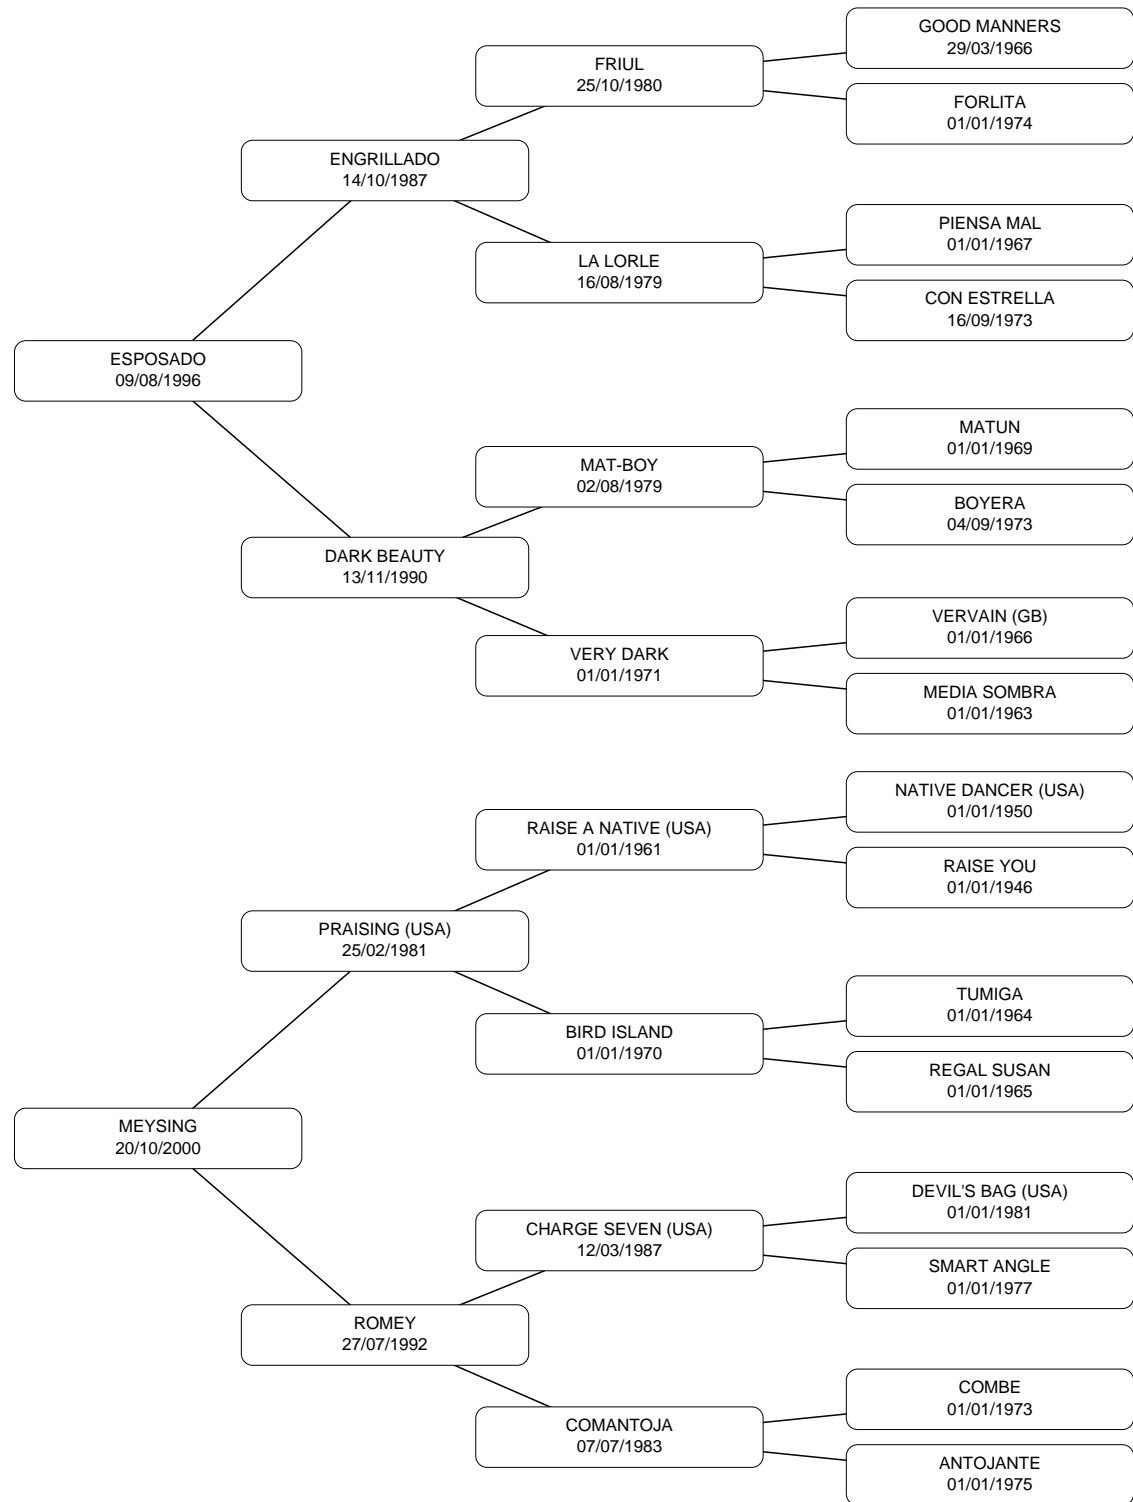 GOOD MANNERS
29/03/1966
FRIUL
25/10/1980
FORLITA
01/01/1974
ENGRILLADO
14/10/1987
PIENSA MAL
01/01/1967
LA LORLE
16/08/1979
CON ESTRELLA
16/09/1973
ESPOSADO
09/08/1996
MATUN
01/01/1969
MAT-BOY
02/08/1979
BOYERA
04/09/1973
DARK BEAUTY
13/11/1990
VERVAIN (GB)
01/01/1966
VERY DARK
01/01/1971
MEDIA SOMBRA
01/01/1963
NATIVE DANCER (USA)
01/01/1950
RAISE A NATIVE (USA)
01/01/1961
RAISE YOU
01/01/1946
PRAISING (USA)
25/02/1981
TUMIGA
01/01/1964
BIRD ISLAND
01/01/1970
REGAL SUSAN
01/01/1965
MEYSING
20/10/2000
DEVIL'S BAG (USA)
01/01/1981
CHARGE SEVEN (USA)
12/03/1987
SMART ANGLE
01/01/1977
ROMEY
27/07/1992
COMBE
01/01/1973
COMANTOJA
07/07/1983
ANTOJANTE
01/01/1975